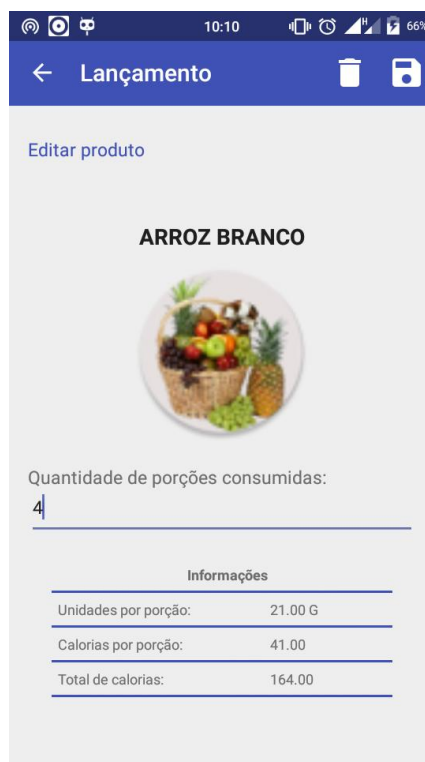 10:10 H 66%
Lançamento
Editar produto
ARROZ BRANCO
Quantidade de porções consumidas:
4
Informações
Unidades por porção: 21.00 G
Calorias por porção: 41.00
Total de calorias: 164.00